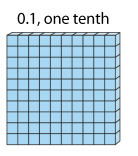 0.1, one tenth